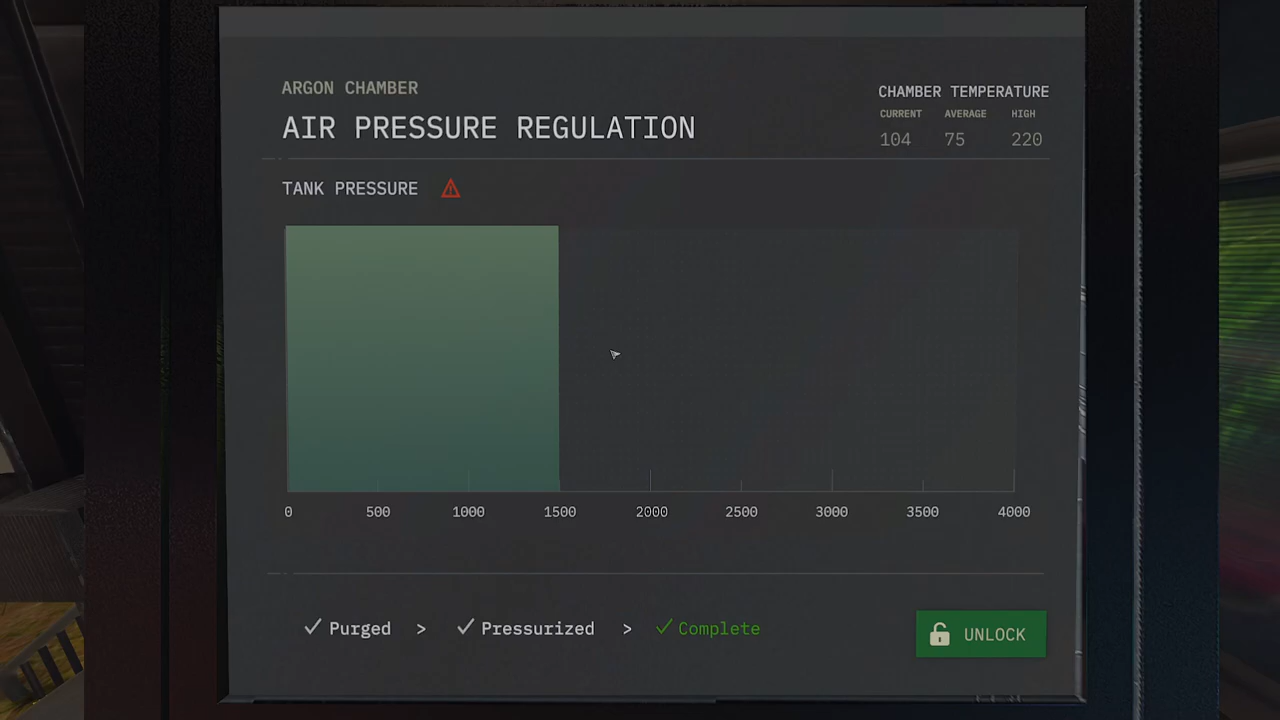 ARGON CHAMBER
AIR PRESSURE REGULATION
CHAMBER TEMPERATURE
CURRENT AVERAGE HIGH
104 75 220
TANK PRESSURE
0 500 1000 1500 2000 2500 3000 3500 4000
✓ Purged > ✓ Pressurized > ✓ Complete
UNLOCK